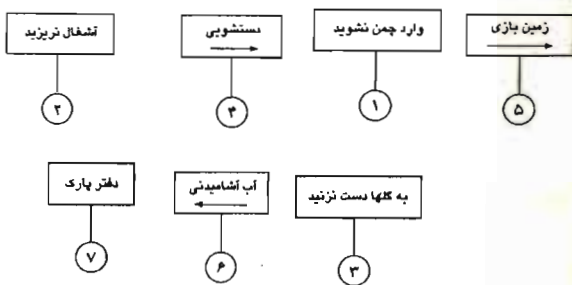 زمین بازی
وارد چمن نشوید
دستشویی
آشغال نریزید
۵
۱
۴
۲
به گلها دست نزنید
آب آشامیدنی
دفتر پارک
۳
۶
۷